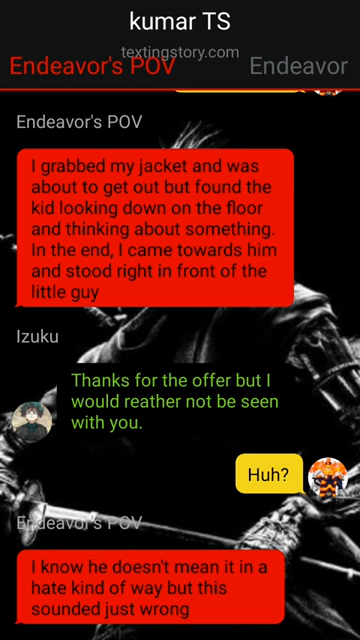 kumar TS
textingstory.com
Endeavor's POV
Endeavor
Endeavor's POV
I grabbed my jacket and was
about to get out but found the
kid looking down on the floor
and thinking about something.
In the end, I came towards him
and stood right in front of the
little guy
Izuku
Thanks for the offer but I
would reather not be seen
with you.
Huh?
Endeavor's POV
I know he doesn't mean it in a
hate kind of way but this
sounded just wrong